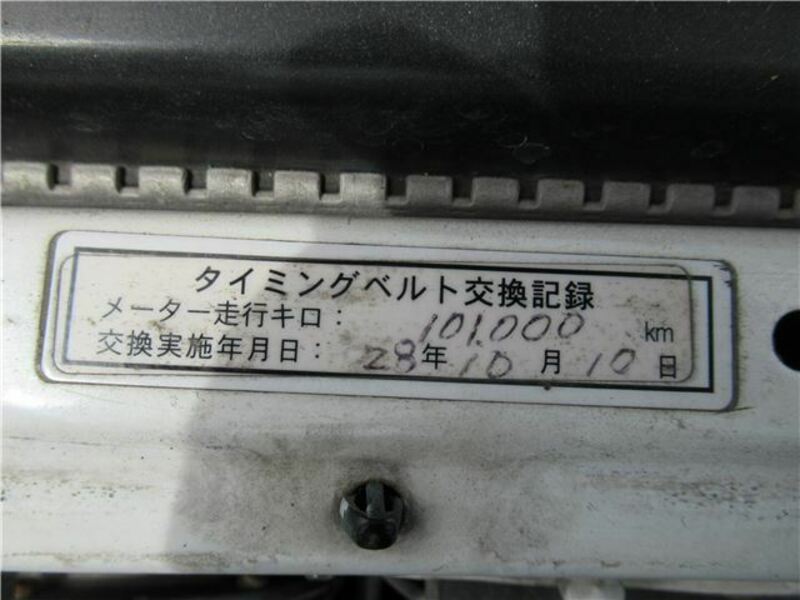 タイミングベルト交換記録
メーター走行キロ： 101.000 km
交換実施年月日： 28年 10月 10日